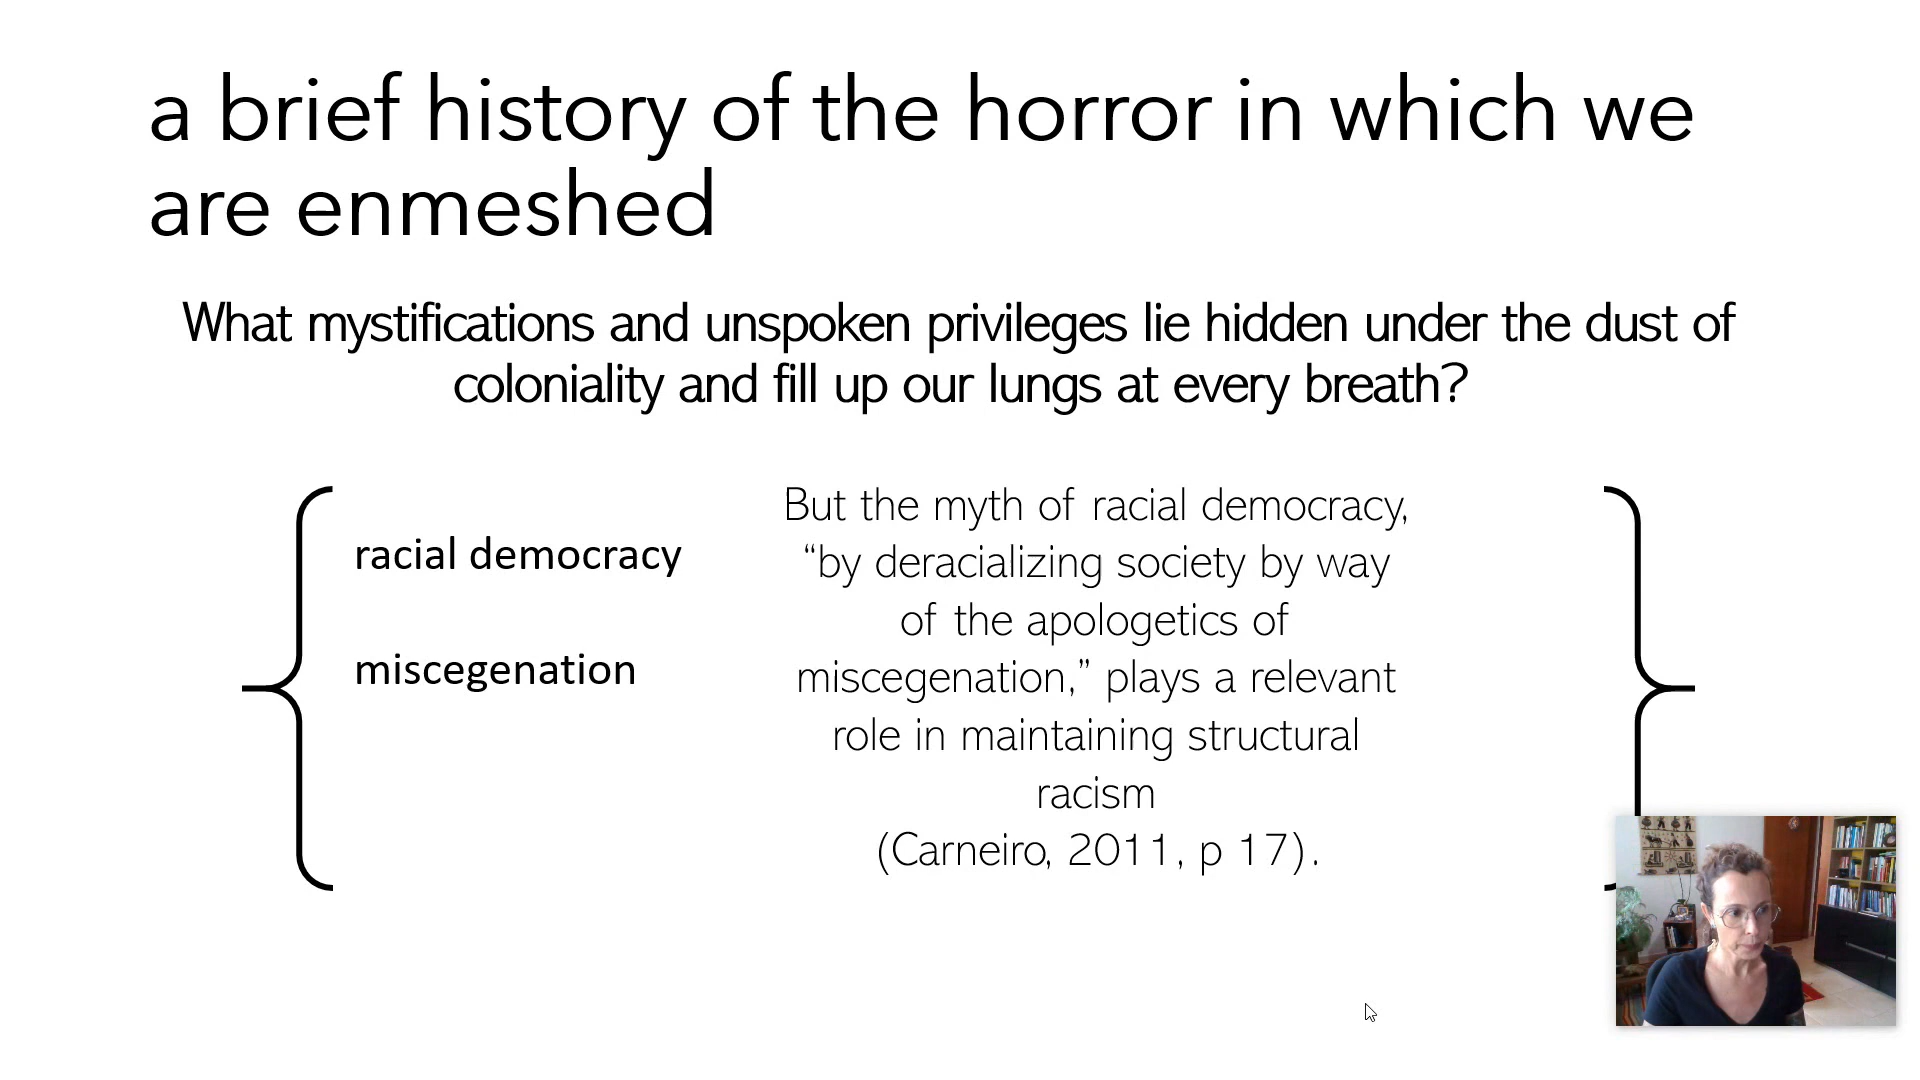 a brief history of the horror in which we
are enmeshed
What mystifications and unspoken privileges lie hidden under the dust of
coloniality and fill up our lungs at every breath?
racial democracy
miscegenation
But the myth of racial democracy,
“by deracializing society by way
of the apologetics of
miscegenation,” plays a relevant
role in maintaining structural
racism
(Carneiro, 2011, p 17).